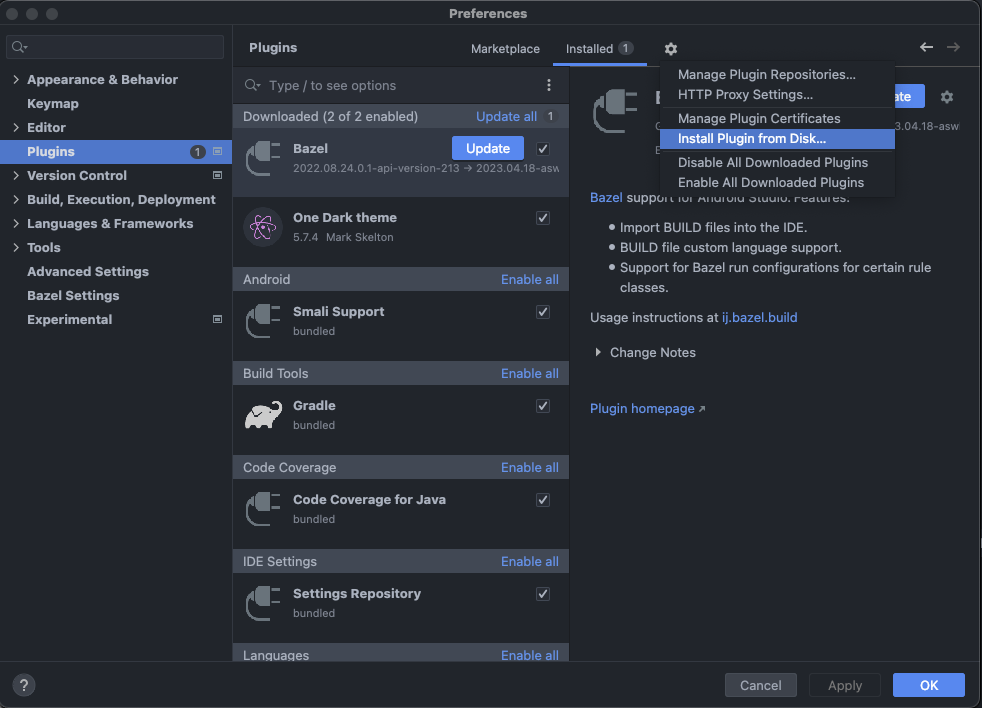 Preferences
Appearance & Behavior
Keymap
Editor
Plugins 1
Version Control
Build, Execution, Deployment
Languages & Frameworks
Tools
Advanced Settings
Bazel Settings
Experimental
Plugins Marketplace Installed 1
Type / to see options
Downloaded (2 of 2 enabled) Update all 1
Bazel Update
2022.08.24.0.1-api-version-213 → 2023.04.18-asw
One Dark theme
5.7.4 Mark Skelton
Android Enable all
Smali Support
bundled
Build Tools Enable all
Gradle
bundled
Code Coverage Enable all
Code Coverage for Java
bundled
IDE Settings Enable all
Settings Repository
bundled
Languages Enable all
Manage Plugin Repositories...
HTTP Proxy Settings...
Manage Plugin Certificates
Install Plugin from Disk...
Disable All Downloaded Plugins
Enable All Downloaded Plugins
ate
3.04.18-asw
Bazel support for Android Studio. Features:
• Import BUILD files into the IDE.
• BUILD file custom language support.
• Support for Bazel run configurations for certain rule
classes.
Usage instructions at ij.bazel.build
Change Notes
Plugin homepage ↗
? Cancel Apply OK